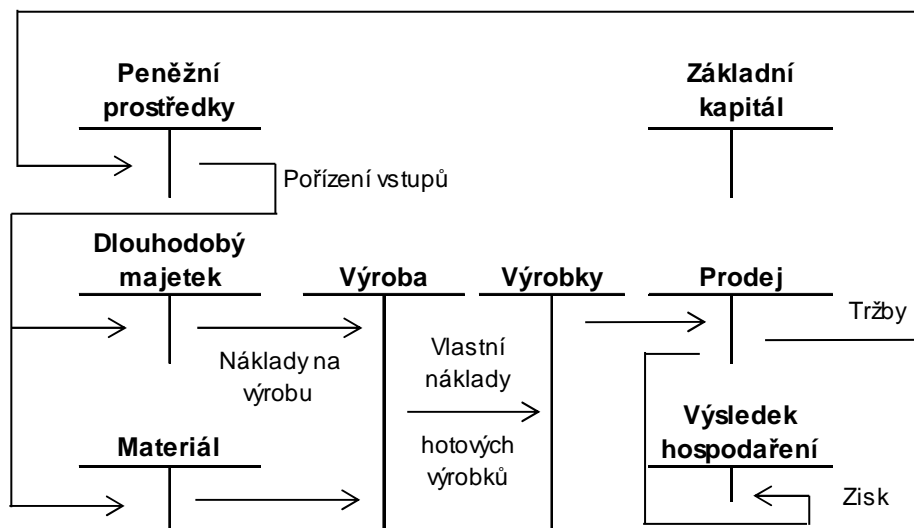 Peněžní
prostředky
Základní
kapitál
Pořízení vstupů
Dlouhodobý
majetek
Výroba
Výrobky
Prodej
Tržby
Náklady na
výrobu
Vlastní
náklady
hotových
výrobků
Materiál
Výsledek
hospodaření
Zisk